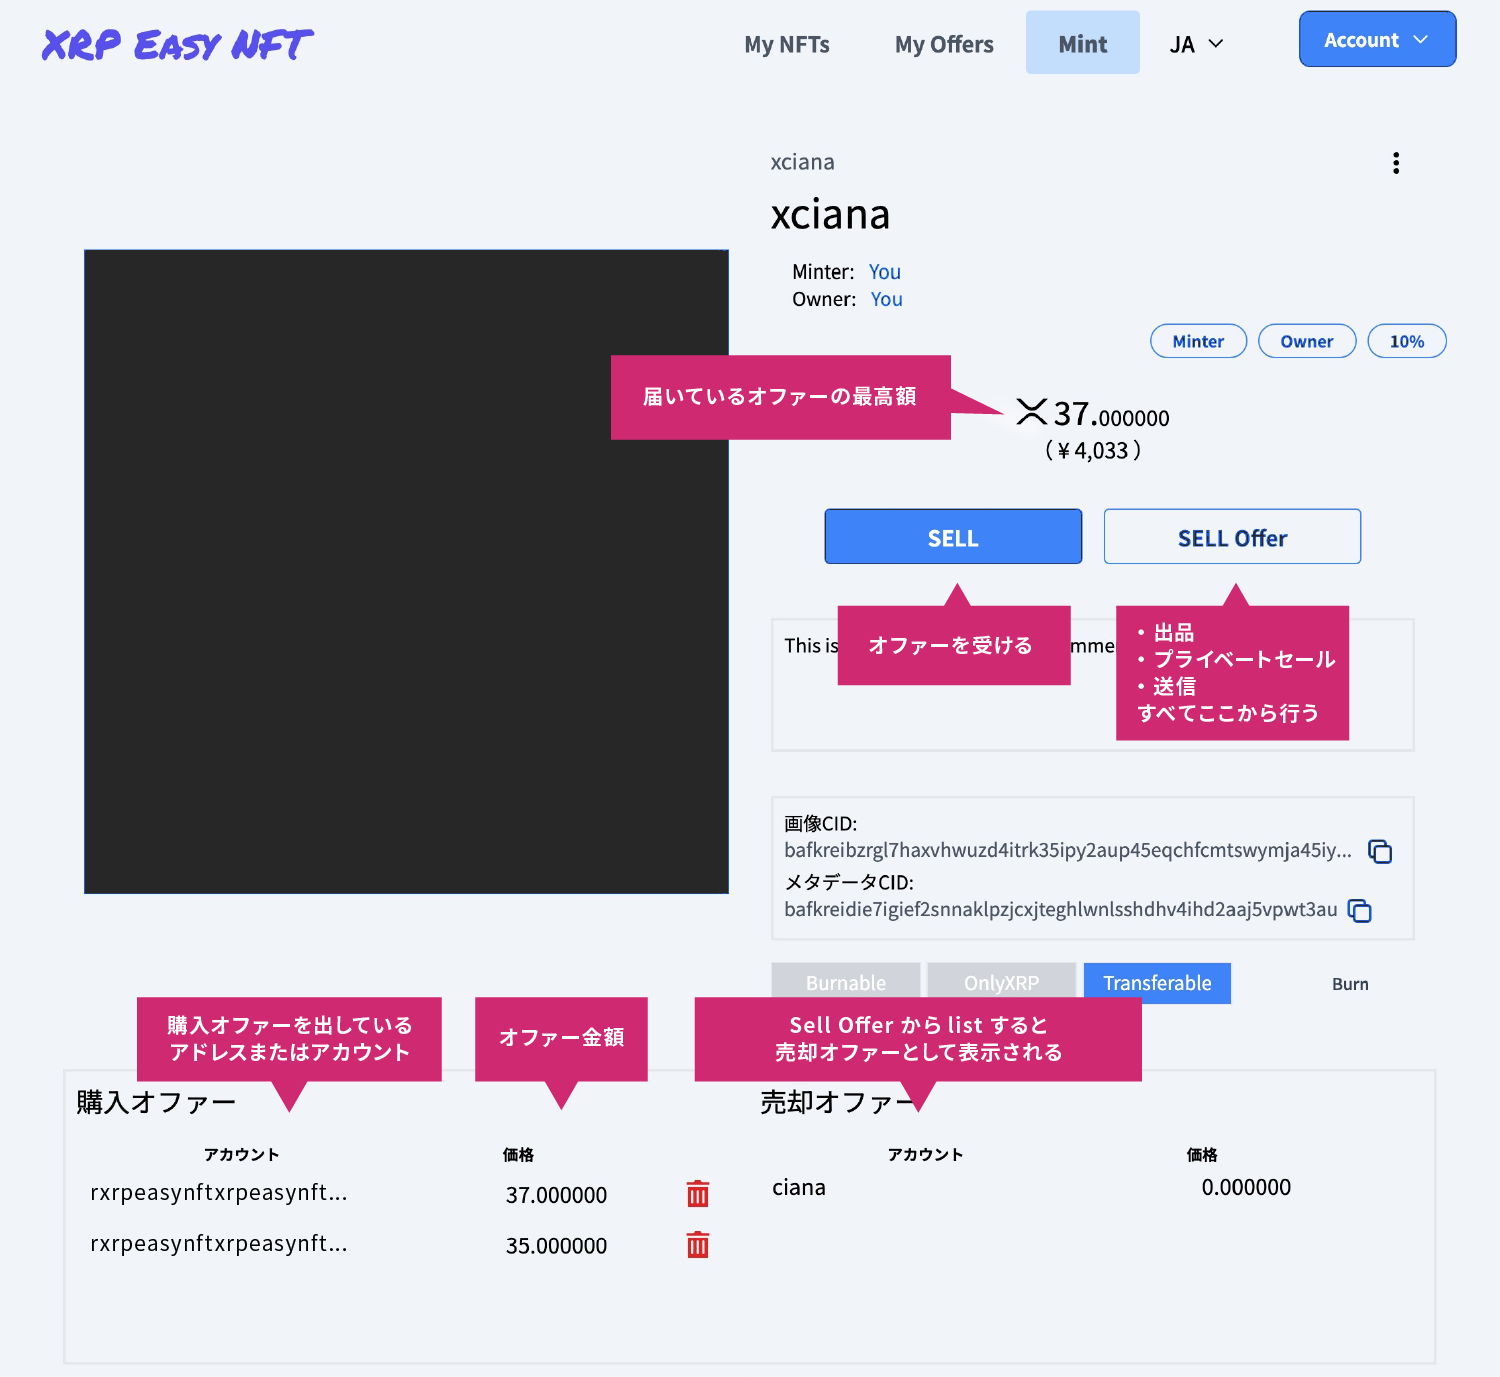 XRP EASY NFT
My NFTs
My Offers
Mint
JA
Account
xciana
xciana
Minter: You
Owner: You
Minter
Owner
10%
届いているオファーの最高額
37.000000
（¥4,033）
SELL
SELL Offer
This is
オファーを受ける
・出品
・プライベートセール
・送信
すべてここから行う
画像CID:
bafkreibzrgl7haxvhwuzd4itrk35ipy2aup45eqchfcmtswymja45iy...
メタデータCID:
bafkreidie7igief2snnaklpzjcxjteghlwnlsshdhv4ihd2aaj5vpwt3au
Burnable
OnlyXRP
Transferable
Burn
購入オファーを出している
アドレスまたはアカウント
オファー金額
Sell Offer から list すると
売却オファーとして表示される
購入オファー
アカウント
価格
rxrpeasynftxrpeasynft...
37.000000
rxrpeasynftxrpeasynft...
35.000000
売却オファー
アカウント
価格
ciana
0.000000